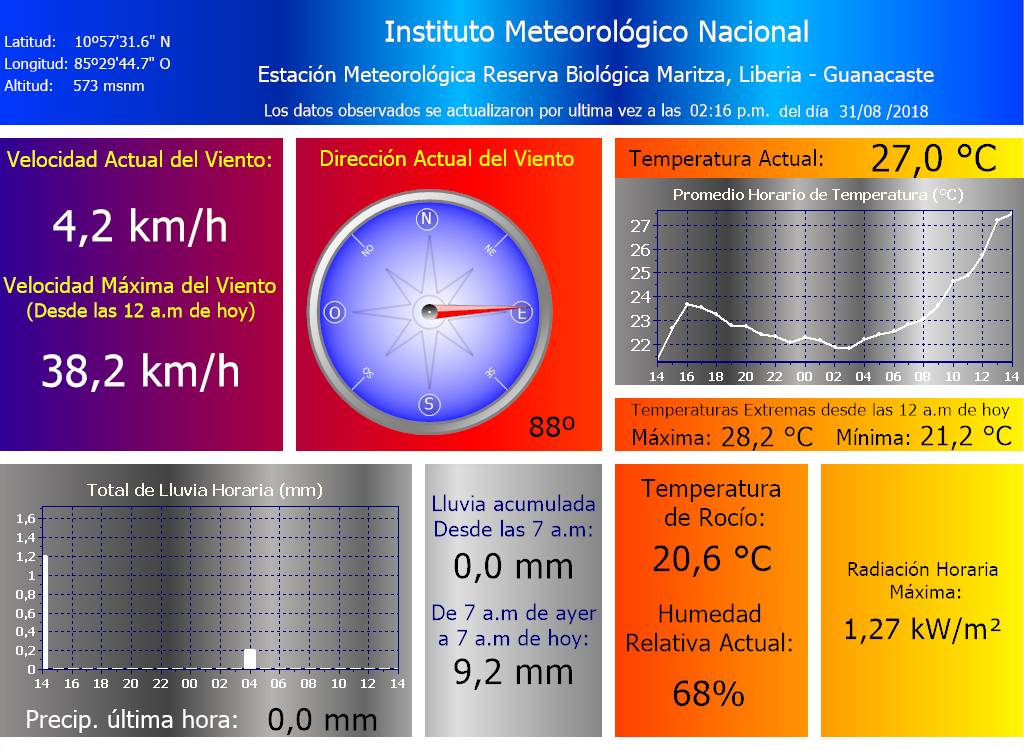 Instituto Meteorológico Nacional
Latitud: 10º57'31.6" N
Longitud: 85º29'44.7" O
Altitud: 573 msnm
Estación Meteorológica Reserva Biológica Maritza, Liberia - Guanacaste
Los datos observados se actualizaron por ultima vez a las 02:16 p.m. del día 31/08 /2018
Velocidad Actual del Viento:
4,2 km/h
Velocidad Máxima del Viento
(Desde las 12 a.m de hoy)
38,2 km/h
Dirección Actual del Viento
N
NO NE
O E
SO SE
S
88º
Temperatura Actual: 27,0 °C
Promedio Horario de Temperatura (°C)
27
26
25
24
23
22
14 16 18 20 22 00 02 04 06 08 10 12 14
Temperaturas Extremas desde las 12 a.m de hoy
Máxima: 28,2 °C Mínima: 21,2 °C
Total de Lluvia Horaria (mm)
1,6
1,4
1,2
1
0,8
0,6
0,4
0,2
0
14 16 18 20 22 00 02 04 06 08 10 12 14
Precip. última hora: 0,0 mm
Lluvia acumulada
Desde las 7 a.m:
0,0 mm
De 7 a.m de ayer
a 7 a.m de hoy:
9,2 mm
Temperatura
de Rocío:
20,6 °C
Humedad
Relativa Actual:
68%
Radiación Horaria
Máxima:
1,27 kW/m²